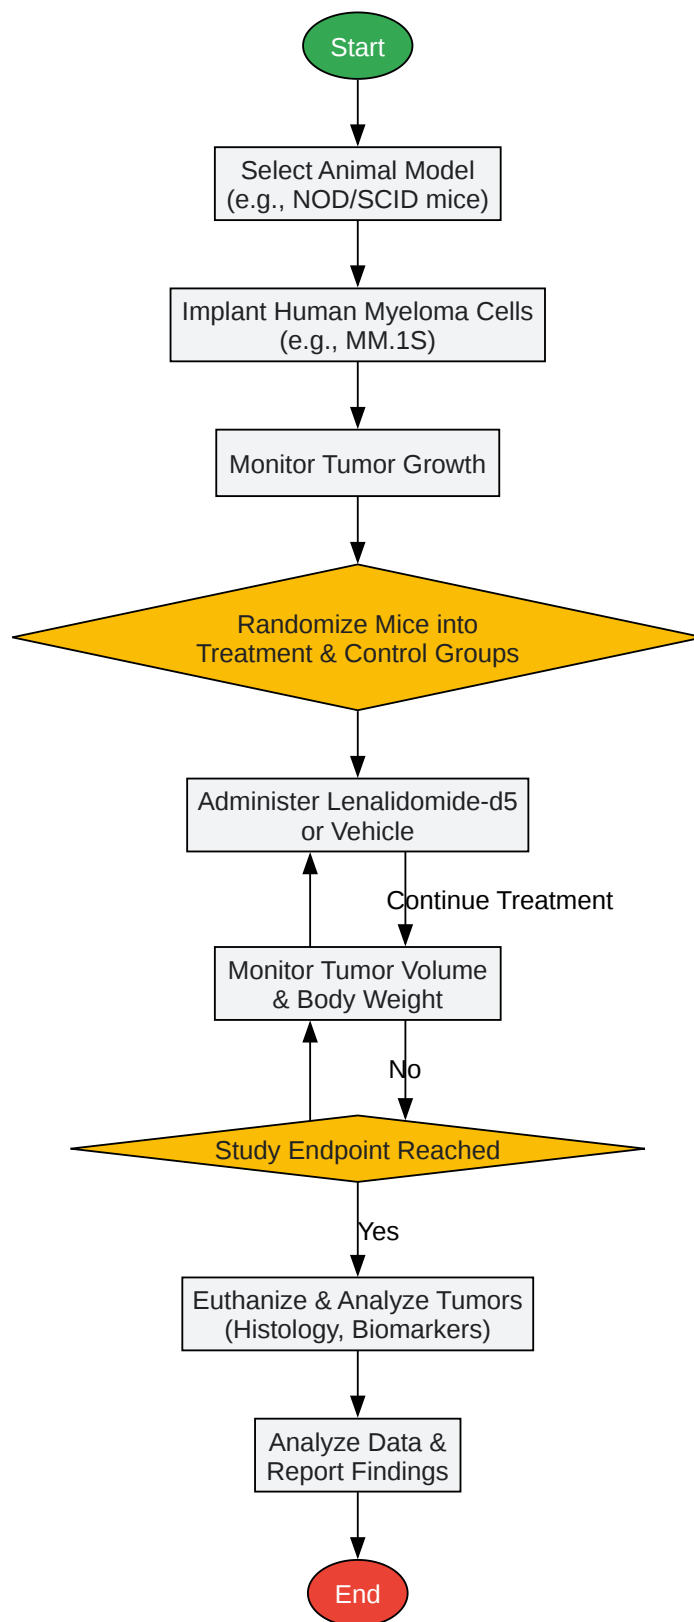 Start
Select Animal Model
(e.g., NOD/SCID mice)
Implant Human Myeloma Cells
(e.g., MM.1S)
Monitor Tumor Growth
Randomize Mice into
Treatment & Control Groups
Administer Lenalidomide-d5
or Vehicle
Continue Treatment
Monitor Tumor Volume
& Body Weight
No
Study Endpoint Reached
Yes
Euthanize & Analyze Tumors
(Histology, Biomarkers)
Analyze Data &
Report Findings
End